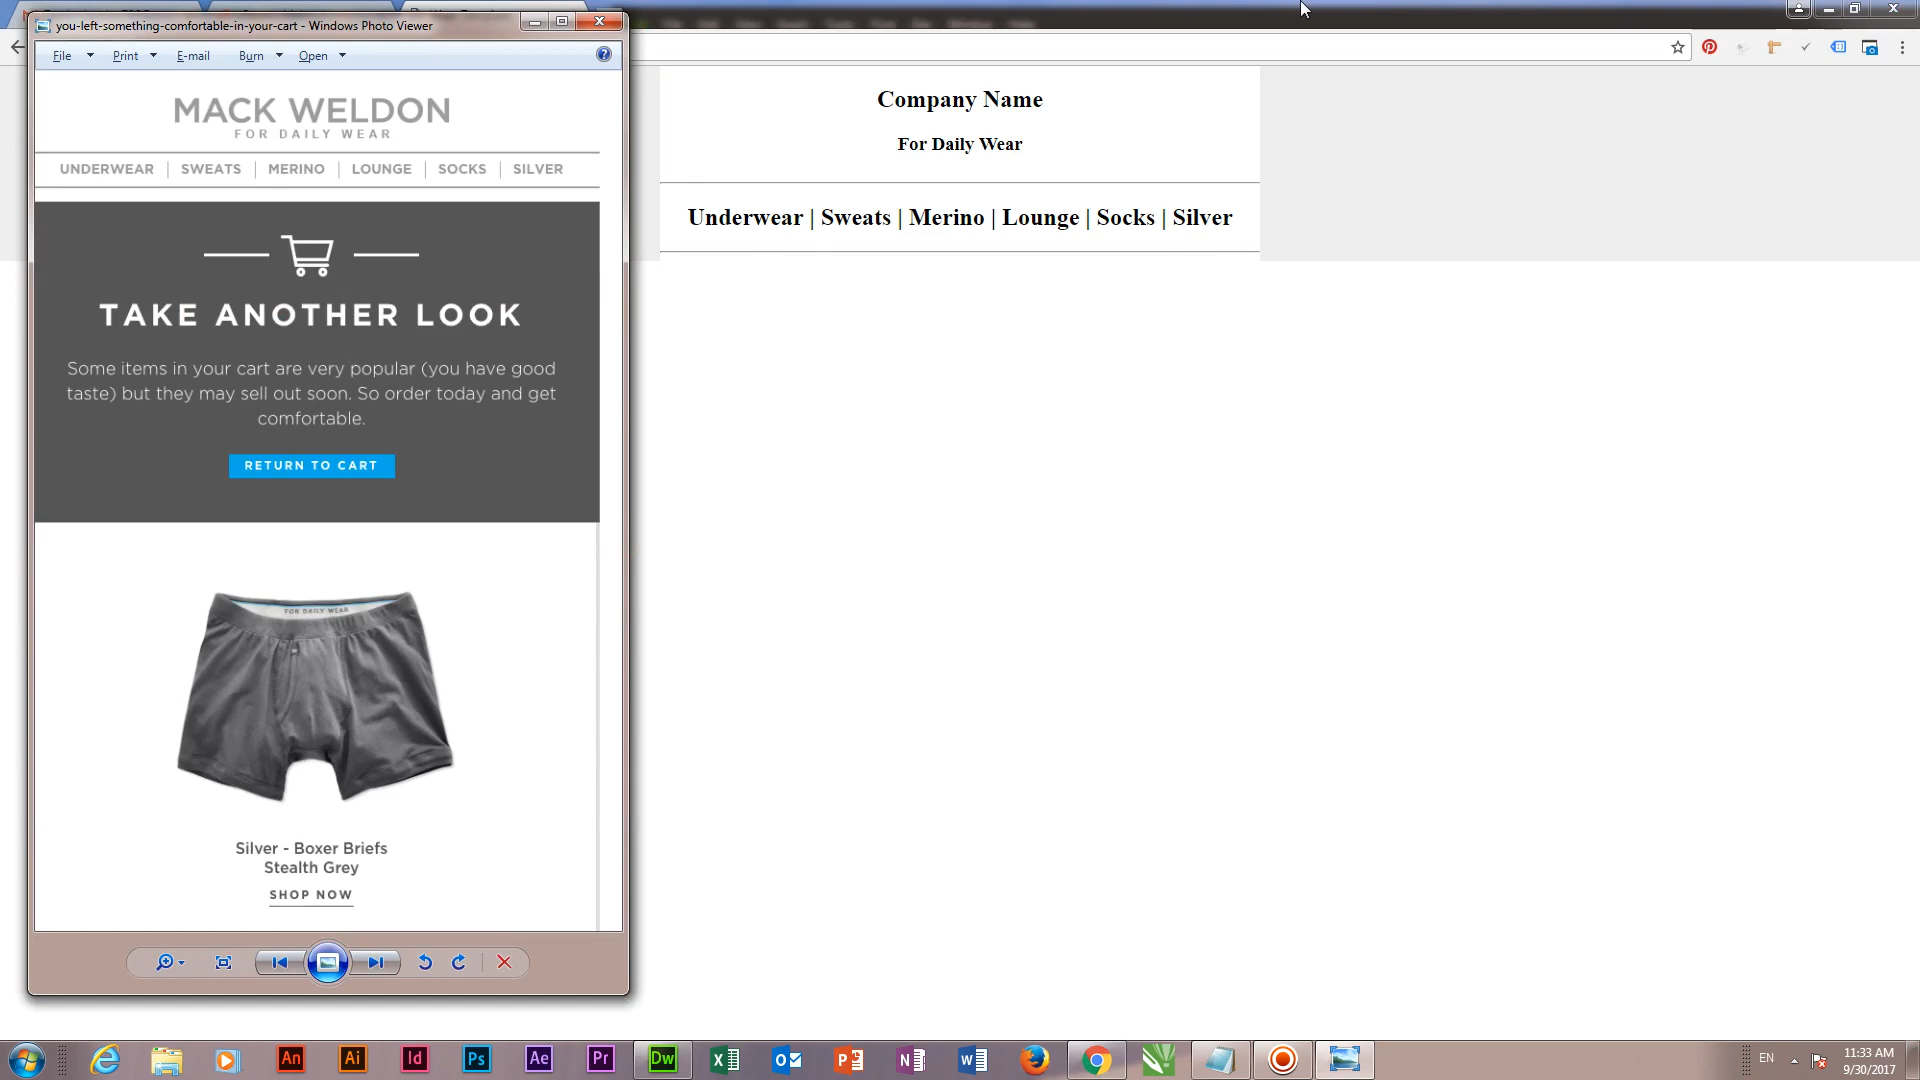 you-left-something-comfortable-in-your-cart - Windows Photo Viewer
File Print E-mail Burn Open
MACK WELDON
FOR DAILY WEAR
UNDERWEAR | SWEATS | MERINO | LOUNGE | SOCKS | SILVER
TAKE ANOTHER LOOK
Some items in your cart are very popular (you have good
taste) but they may sell out soon. So order today and get
comfortable.
RETURN TO CART
FOR DAILY WEAR
Silver - Boxer Briefs
Stealth Grey
SHOP NOW
Company Name
For Daily Wear
Underwear | Sweats | Merino | Lounge | Socks | Silver
An Ai Id Ps Ae Pr Dw
EN
11:33 AM
9/30/2017